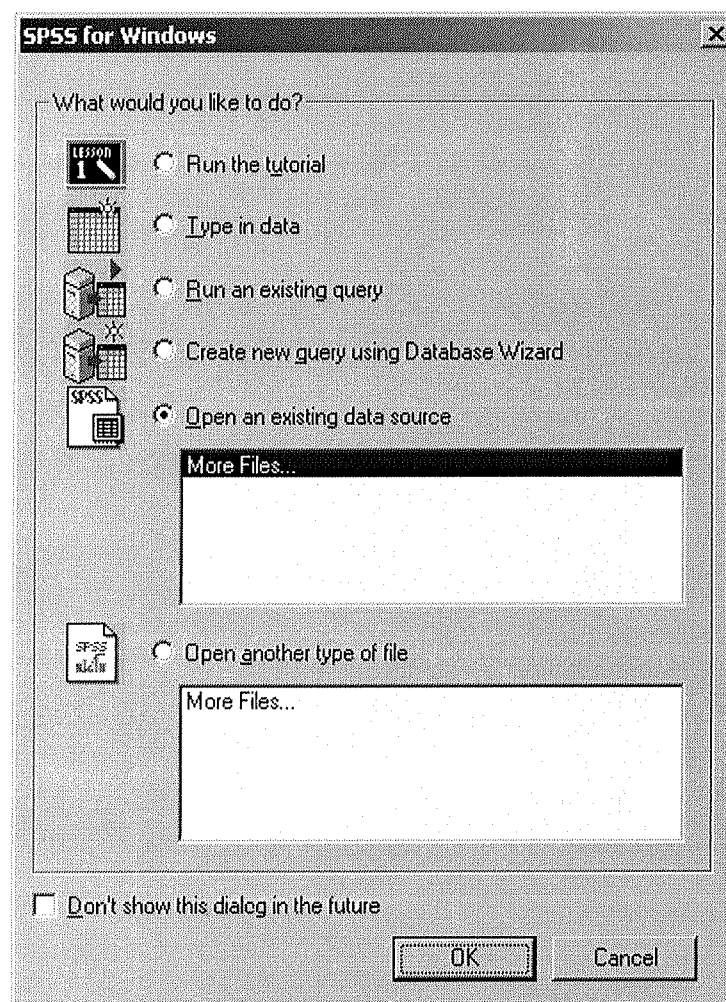 SPSS for Windows
What would you like to do?
LESSON
1
Run the tutorial
Type in data
Run an existing query
Create new query using Database Wizard
SPSS
Open an existing data source
More Files...
SPSS
Open another type of file
More Files...
Don't show this dialog in the future
OK
Cancel